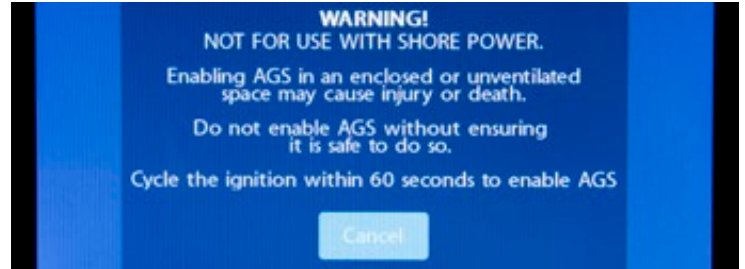 WARNING!
NOT FOR USE WITH SHORE POWER.
Enabling AGS in an enclosed or unventilated
space may cause injury or death.
Do not enable AGS without ensuring
it is safe to do so.
Cycle the ignition within 60 seconds to enable AGS
Cancel